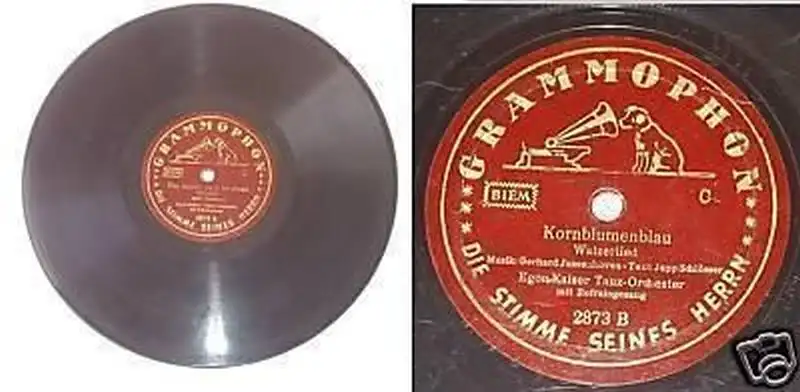 GRAMMOPHON
DIE STIMME SEINES HERRN
GRAMMOPHON
BIEM
G.
Kornblumenblau
Walzerlied
Musik: Gerhard Jussenhoven - Text: Jupp Schlösser
Egon Kaiser Tanz-Orchester
mit Refraingesang
2873 B
DIE STIMME SEINES HERRN